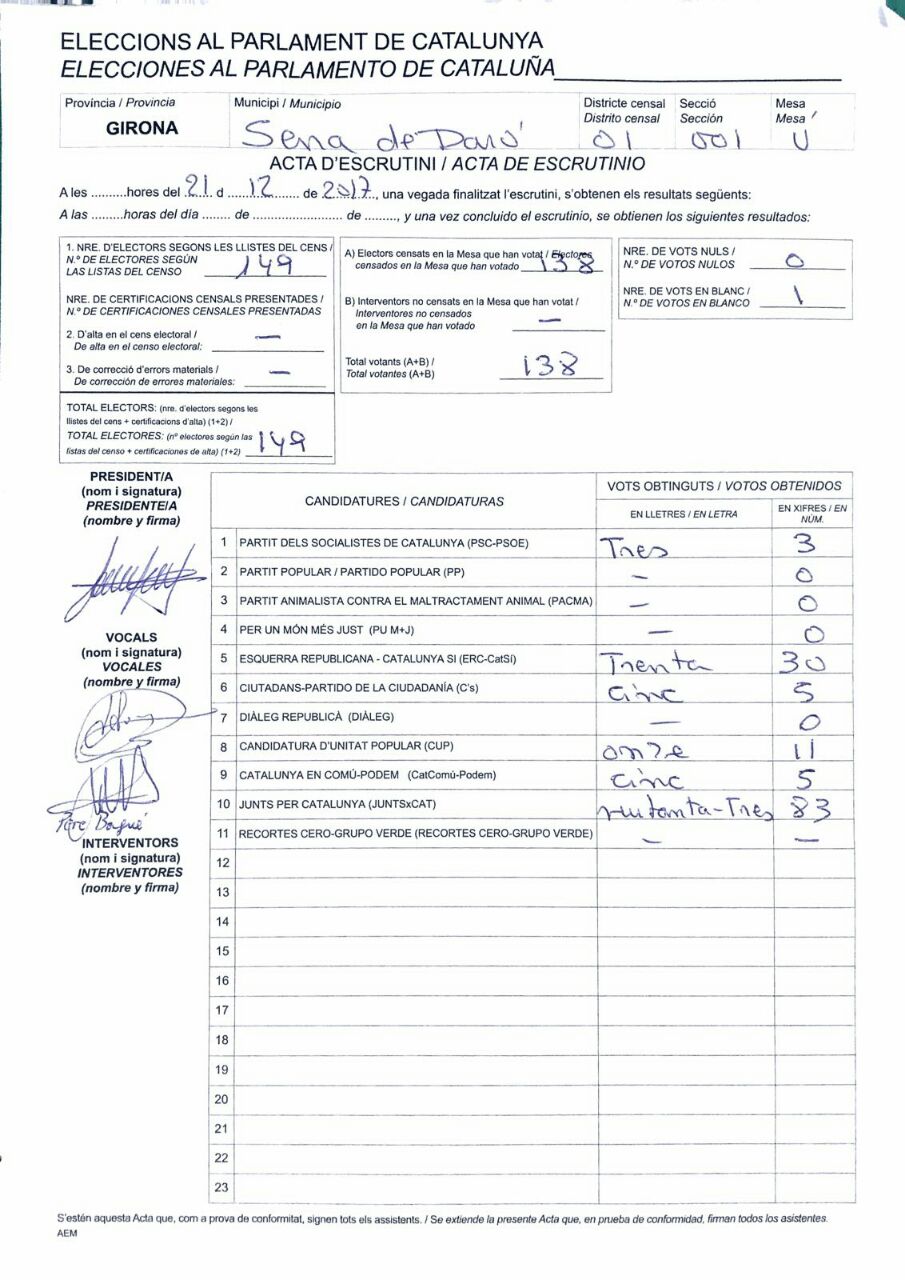 ELECCIONS AL PARLAMENT DE CATALUNYA
ELECCIONES AL PARLAMENTO DE CATALUÑA
Província / Provincia Municipi / Municipio Districte censal Secció Mesa
Distrito censal Sección Mesa
GIRONA Serra de Daró 01 001 U
ACTA D'ESCRUTINI / ACTA DE ESCRUTINIO
A les .........hores del 21 d 12 de 2017, una vegada finalitzat l'escrutini, s'obtenen els resultats següents:
A las .........horas del día ....... de ........................ de ........, y una vez concluido el escrutinio, se obtienen los siguientes resultados:
1. NRE. D'ELECTORS SEGONS LES LLISTES DEL CENS /
N.º DE ELECTORES SEGÚN
LAS LISTAS DEL CENSO 149
NRE. DE CERTIFICACIONS CENSALS PRESENTADES /
N.º DE CERTIFICACIONES CENSALES PRESENTADAS
2. D'alta en el cens electoral /
De alta en el censo electoral: —
3. De correcció d'errors materials /
De corrección de errores materiales: —
TOTAL ELECTORS: (nre. d'electors segons les
llistes del cens + certificacions d'alta) (1+2) /
TOTAL ELECTORES: (nº electores según las
listas del censo + certificaciones de alta) (1+2) 149
A) Electors censats en la Mesa que han votat / Electores
censados en la Mesa que han votado 138
B) Interventors no censats en la Mesa que han votat /
Interventores no censados
en la Mesa que han votado —
Total votants (A+B) /
Total votantes (A+B) 138
NRE. DE VOTS NULS /
N.º DE VOTOS NULOS 0
NRE. DE VOTS EN BLANC /
N.º DE VOTOS EN BLANCO 1
PRESIDENT/A
(nom i signatura)
PRESIDENTE/A
(nombre y firma)
VOCALS
(nom i signatura)
VOCALES
(nombre y firma)
Pere Bagué
INTERVENTORS
(nom i signatura)
INTERVENTORES
(nombre y firma)
CANDIDATURES / CANDIDATURAS VOTS OBTINGUTS / VOTOS OBTENIDOS
EN LLETRES / EN LETRA EN XIFRES / EN NÚM.
1 PARTIT DELS SOCIALISTES DE CATALUNYA (PSC-PSOE) Tres 3
2 PARTIT POPULAR / PARTIDO POPULAR (PP) — 0
3 PARTIT ANIMALISTA CONTRA EL MALTRACTAMENT ANIMAL (PACMA) — 0
4 PER UN MÓN MÉS JUST (PU M+J) — 0
5 ESQUERRA REPUBLICANA - CATALUNYA SI (ERC-CatSí) Trenta 30
6 CIUTADANS-PARTIDO DE LA CIUDADANÍA (C's) cinc 5
7 DIÀLEG REPUBLICÀ (DIÀLEG) — 0
8 CANDIDATURA D'UNITAT POPULAR (CUP) onze 11
9 CATALUNYA EN COMÚ-PODEM (CatComú-Podem) cinc 5
10 JUNTS PER CATALUNYA (JUNTSxCAT) vuitanta-Tres 83
11 RECORTES CERO-GRUPO VERDE (RECORTES CERO-GRUPO VERDE) — —
12
13
14
15
16
17
18
19
20
21
22
23
S'estén aquesta Acta que, com a prova de conformitat, signen tots els assistents. / Se extiende la presente Acta que, en prueba de conformidad, firman todos los asistentes.
AEM